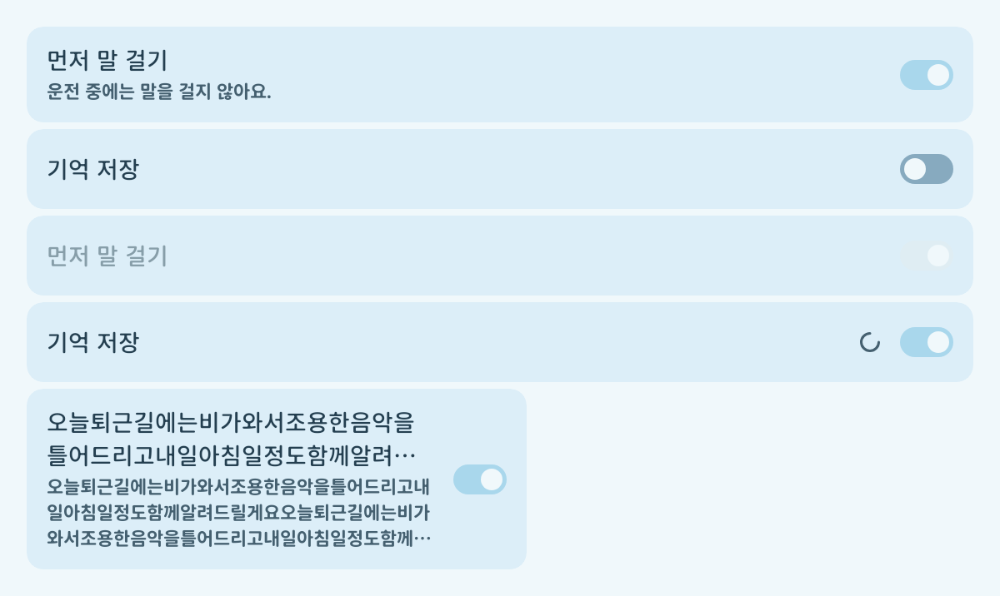 먼저 말 걸기
운전 중에는 말을 걸지 않아요.
기억 저장
먼저 말 걸기
기억 저장
오늘퇴근길에는비가와서조용한음악을
틀어드리고내일아침일정도함께알려…
오늘퇴근길에는비가와서조용한음악을틀어드리고내
일아침일정도함께알려드릴게요오늘퇴근길에는비가
와서조용한음악을틀어드리고내일아침일정도함께…